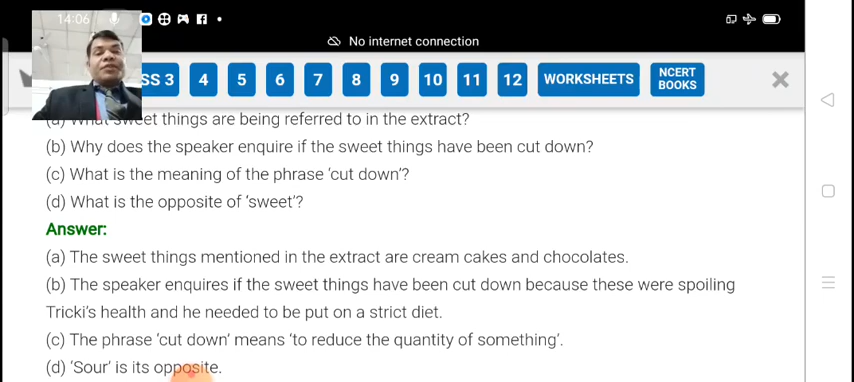 14:06
No internet connection
SS 3 4 5 6 7 8 9 10 11 12 WORKSHEETS NCERT BOOKS
(a) What sweet things are being referred to in the extract?
(b) Why does the speaker enquire if the sweet things have been cut down?
(c) What is the meaning of the phrase ‘cut down’?
(d) What is the opposite of ‘sweet’?
Answer:
(a) The sweet things mentioned in the extract are cream cakes and chocolates.
(b) The speaker enquires if the sweet things have been cut down because these were spoiling
Tricki’s health and he needed to be put on a strict diet.
(c) The phrase ‘cut down’ means ‘to reduce the quantity of something’.
(d) ‘Sour’ is its opposite.